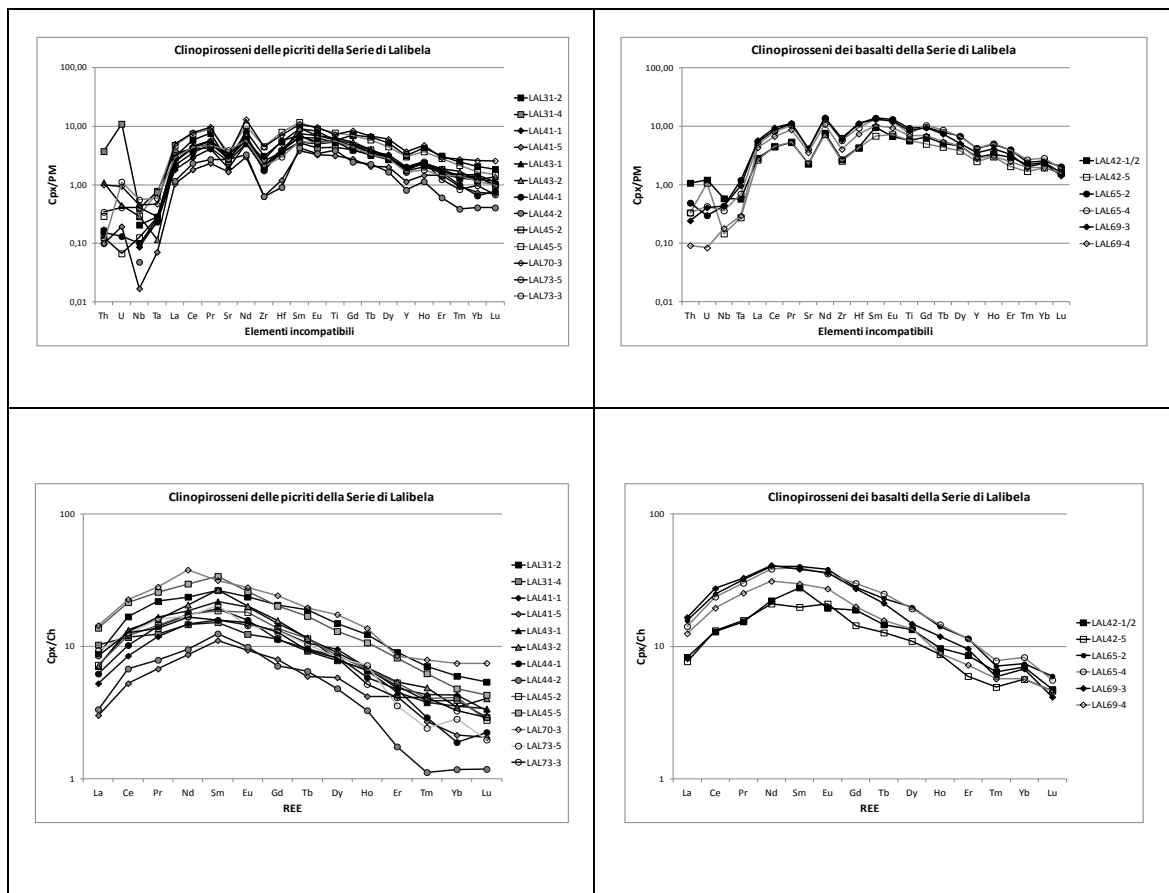 Clinopirosseni delle picriti della Serie di Lalibela
100,00
10,00
1,00
0,10
0,01
Cpx/PM
Th U Nb Ta La Ce Pr Sr Nd Zr Hf Sm Eu Ti Gd Tb Dy Y Ho Er Tm Yb Lu
Elementi incompatibili
LAL31-2
LAL31-4
LAL41-1
LAL41-5
LAL43-1
LAL43-2
LAL44-1
LAL44-2
LAL45-2
LAL45-5
LAL70-3
LAL73-5
LAL73-3
Clinopirosseni dei basalti della Serie di Lalibela
100,00
10,00
1,00
0,10
0,01
Cpx/PM
Th U Nb Ta La Ce Pr Sr Nd Zr Hf Sm Eu Ti Gd Tb Dy Y Ho Er Tm Yb Lu
Elementi incompatibili
LAL42-1/2
LAL42-5
LAL65-2
LAL65-4
LAL69-3
LAL69-4
Clinopirosseni delle picriti della Serie di Lalibela
100
10
1
Cpx/Ch
La Ce Pr Nd Sm Eu Gd Tb Dy Ho Er Tm Yb Lu
REE
LAL31-2
LAL31-4
LAL41-1
LAL41-5
LAL43-1
LAL43-2
LAL44-1
LAL44-2
LAL45-2
LAL45-5
LAL70-3
LAL73-5
LAL73-3
Clinopirosseni dei basalti della Serie di Lalibela
100
10
1
Cpx/Ch
La Ce Pr Nd Sm Eu Gd Tb Dy Ho Er Tm Yb Lu
REE
LAL42-1/2
LAL42-5
LAL65-2
LAL65-4
LAL69-3
LAL69-4